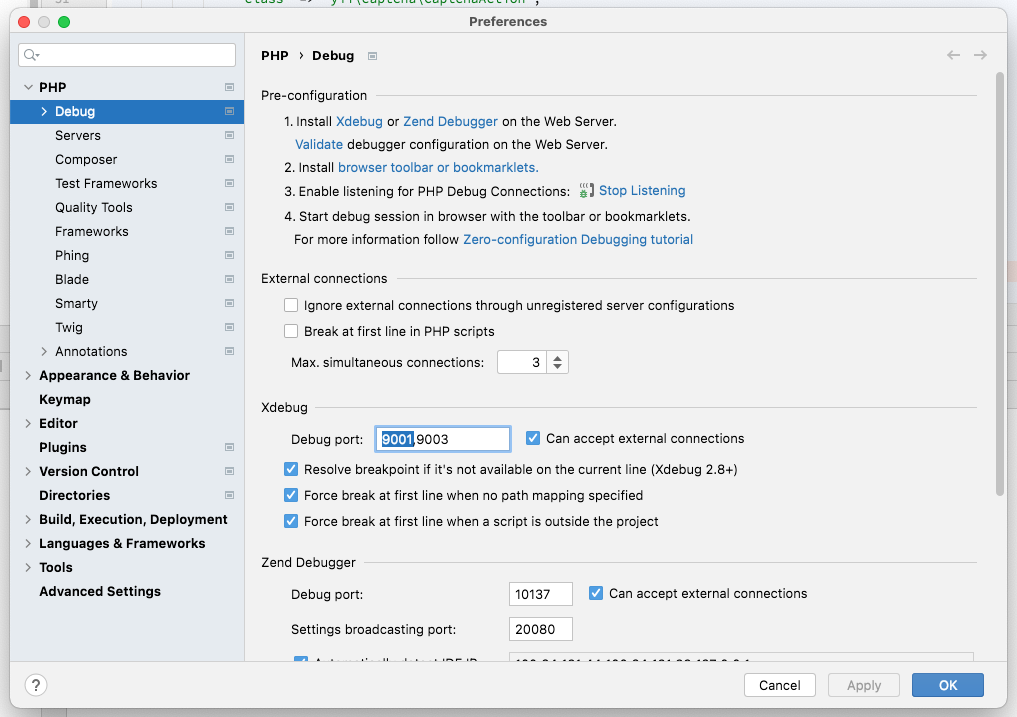 'class' => 'yii\captcha\CaptchaAction',
Preferences
PHP
Debug
Servers
Composer
Test Frameworks
Quality Tools
Frameworks
Phing
Blade
Smarty
Twig
Annotations
Appearance & Behavior
Keymap
Editor
Plugins
Version Control
Directories
Build, Execution, Deployment
Languages & Frameworks
Tools
Advanced Settings
PHP › Debug
Pre-configuration
1. Install Xdebug or Zend Debugger on the Web Server.
Validate debugger configuration on the Web Server.
2. Install browser toolbar or bookmarklets.
3. Enable listening for PHP Debug Connections: Stop Listening
4. Start debug session in browser with the toolbar or bookmarklets.
For more information follow Zero-configuration Debugging tutorial
External connections
Ignore external connections through unregistered server configurations
Break at first line in PHP scripts
Max. simultaneous connections: 3
Xdebug
Debug port: 9001,9003 Can accept external connections
Resolve breakpoint if it's not available on the current line (Xdebug 2.8+)
Force break at first line when no path mapping specified
Force break at first line when a script is outside the project
Zend Debugger
Debug port: 10137 Can accept external connections
Settings broadcasting port: 20080
Automatically detect IDE IP
? Cancel Apply OK